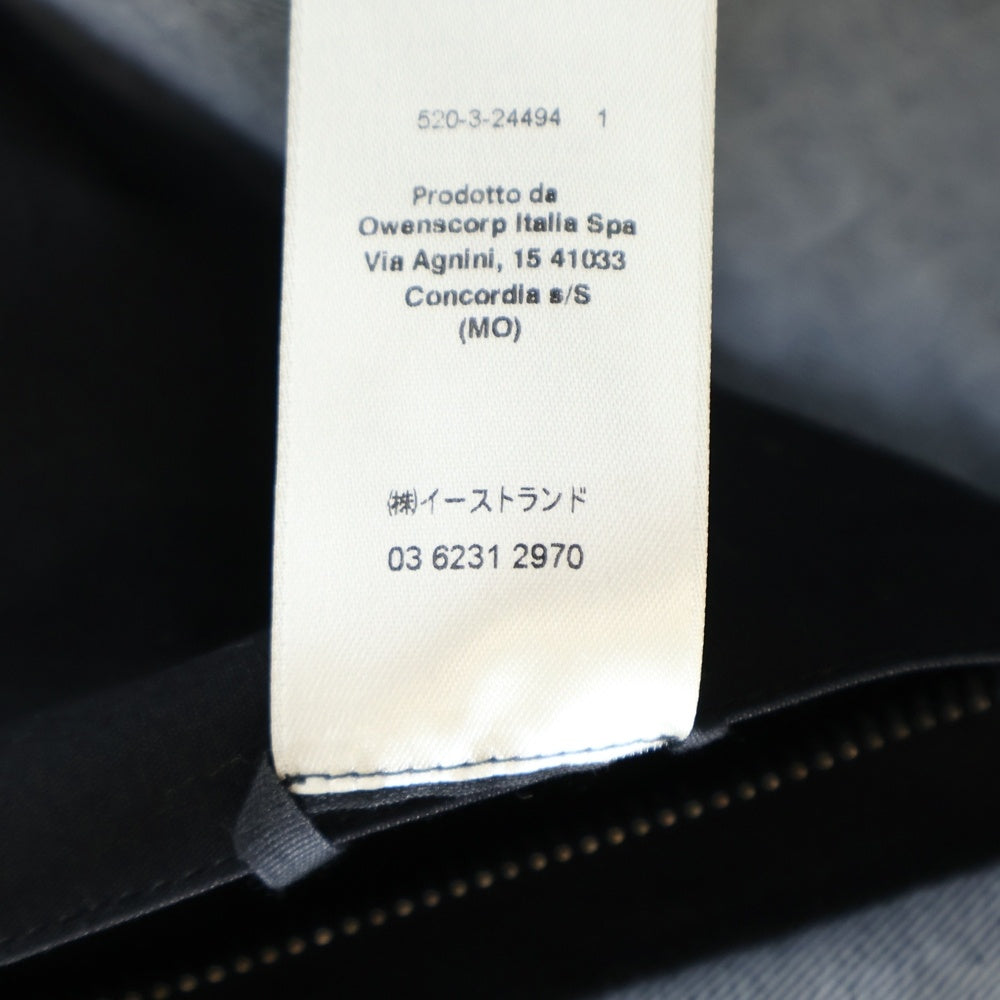 520-3-24494 1
Prodotto da
Owenscorp Italia Spa
Via Agnini, 15 41033
Concordia s/S
(MO)
㈱イーストランド
03 6231 2970